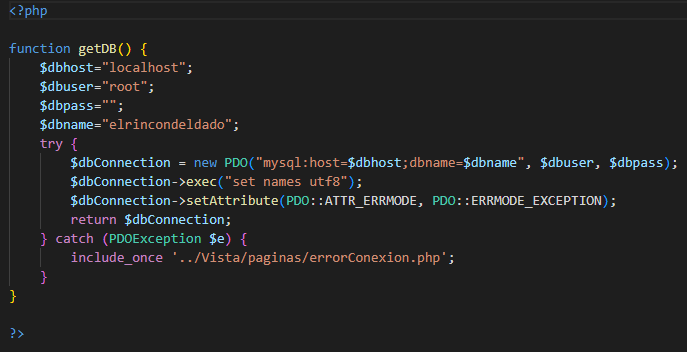 <?php
function getDB() {
$dbhost="localhost";
$dbuser="root";
$dbpass="";
$dbname="elrincondeldado";
try {
$dbConnection = new PDO("mysql:host=$dbhost;dbname=$dbname", $dbuser, $dbpass);
$dbConnection->exec("set names utf8");
$dbConnection->setAttribute(PDO::ATTR_ERRMODE, PDO::ERRMODE_EXCEPTION);
return $dbConnection;
} catch (PDOException $e) {
include_once '../Vista/paginas/errorConexion.php';
}
}
?>